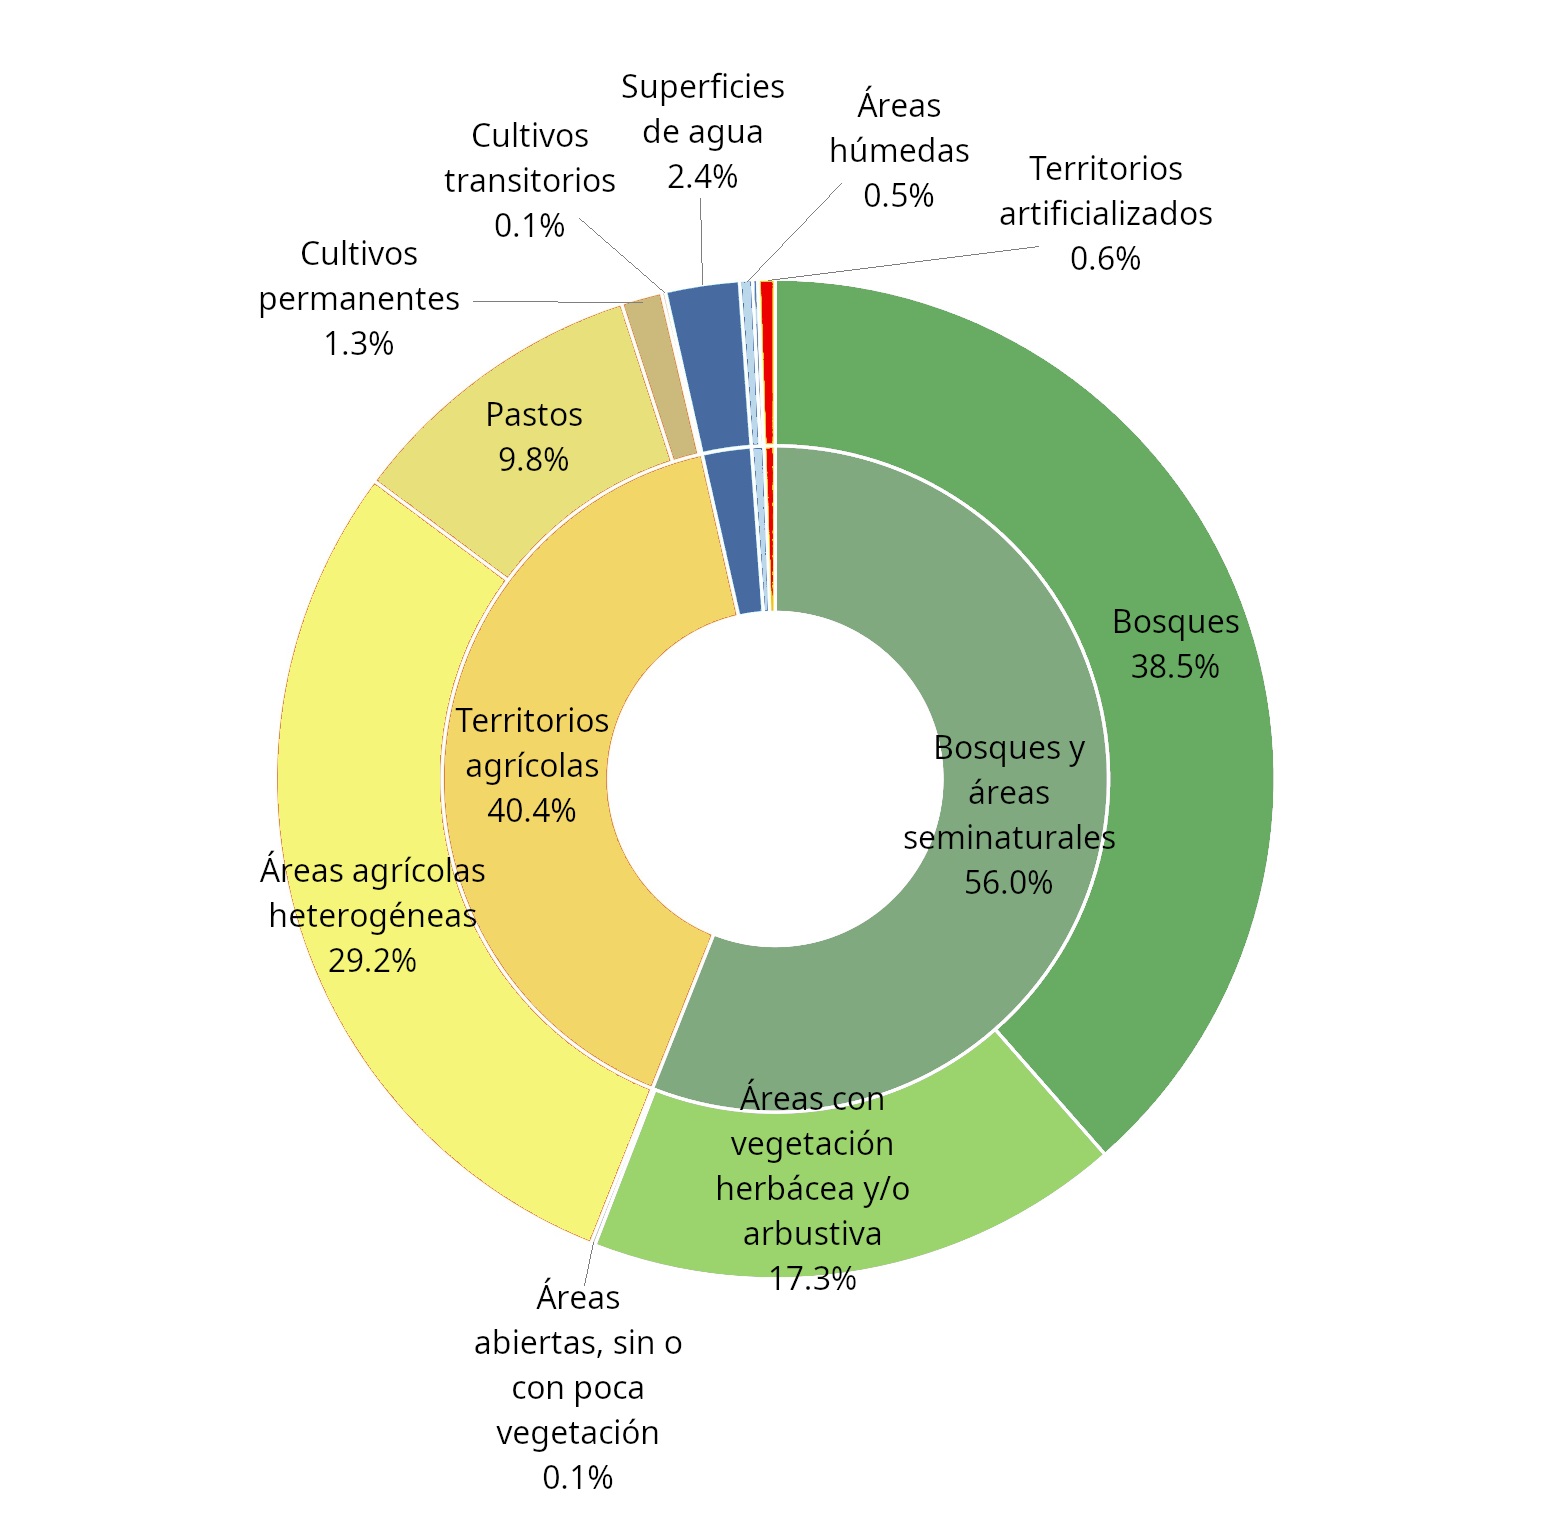 Superficies
de agua
2.4%
Áreas
húmedas
0.5%
Cultivos
transitorios
0.1%
Territorios
artificializados
0.6%
Cultivos
permanentes
1.3%
Pastos
9.8%
Bosques
38.5%
Territorios
agrícolas
40.4%
Bosques y
áreas
seminaturales
56.0%
Áreas agrícolas
heterogéneas
29.2%
Áreas con
vegetación
herbácea y/o
arbustiva
17.3%
Áreas
abiertas, sin o
con poca
vegetación
0.1%